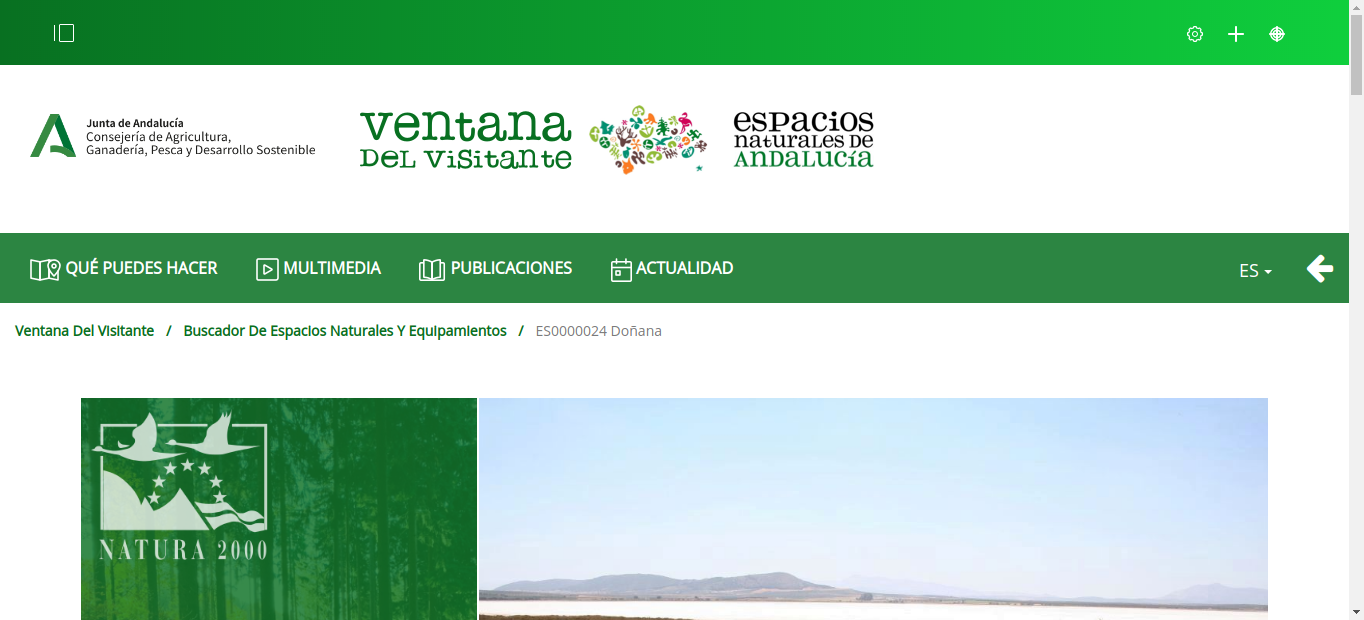 Junta de Andalucía
Consejería de Agricultura,
Ganadería, Pesca y Desarrollo Sostenible
ventana
DEL VISITANTE
espacios
naturales DE
ANDALUCÍA
QUÉ PUEDES HACER
MULTIMEDIA
PUBLICACIONES
ACTUALIDAD
ES
Ventana Del Visitante / Buscador De Espacios Naturales Y Equipamientos / ES0000024 Doñana
NATURA 2000